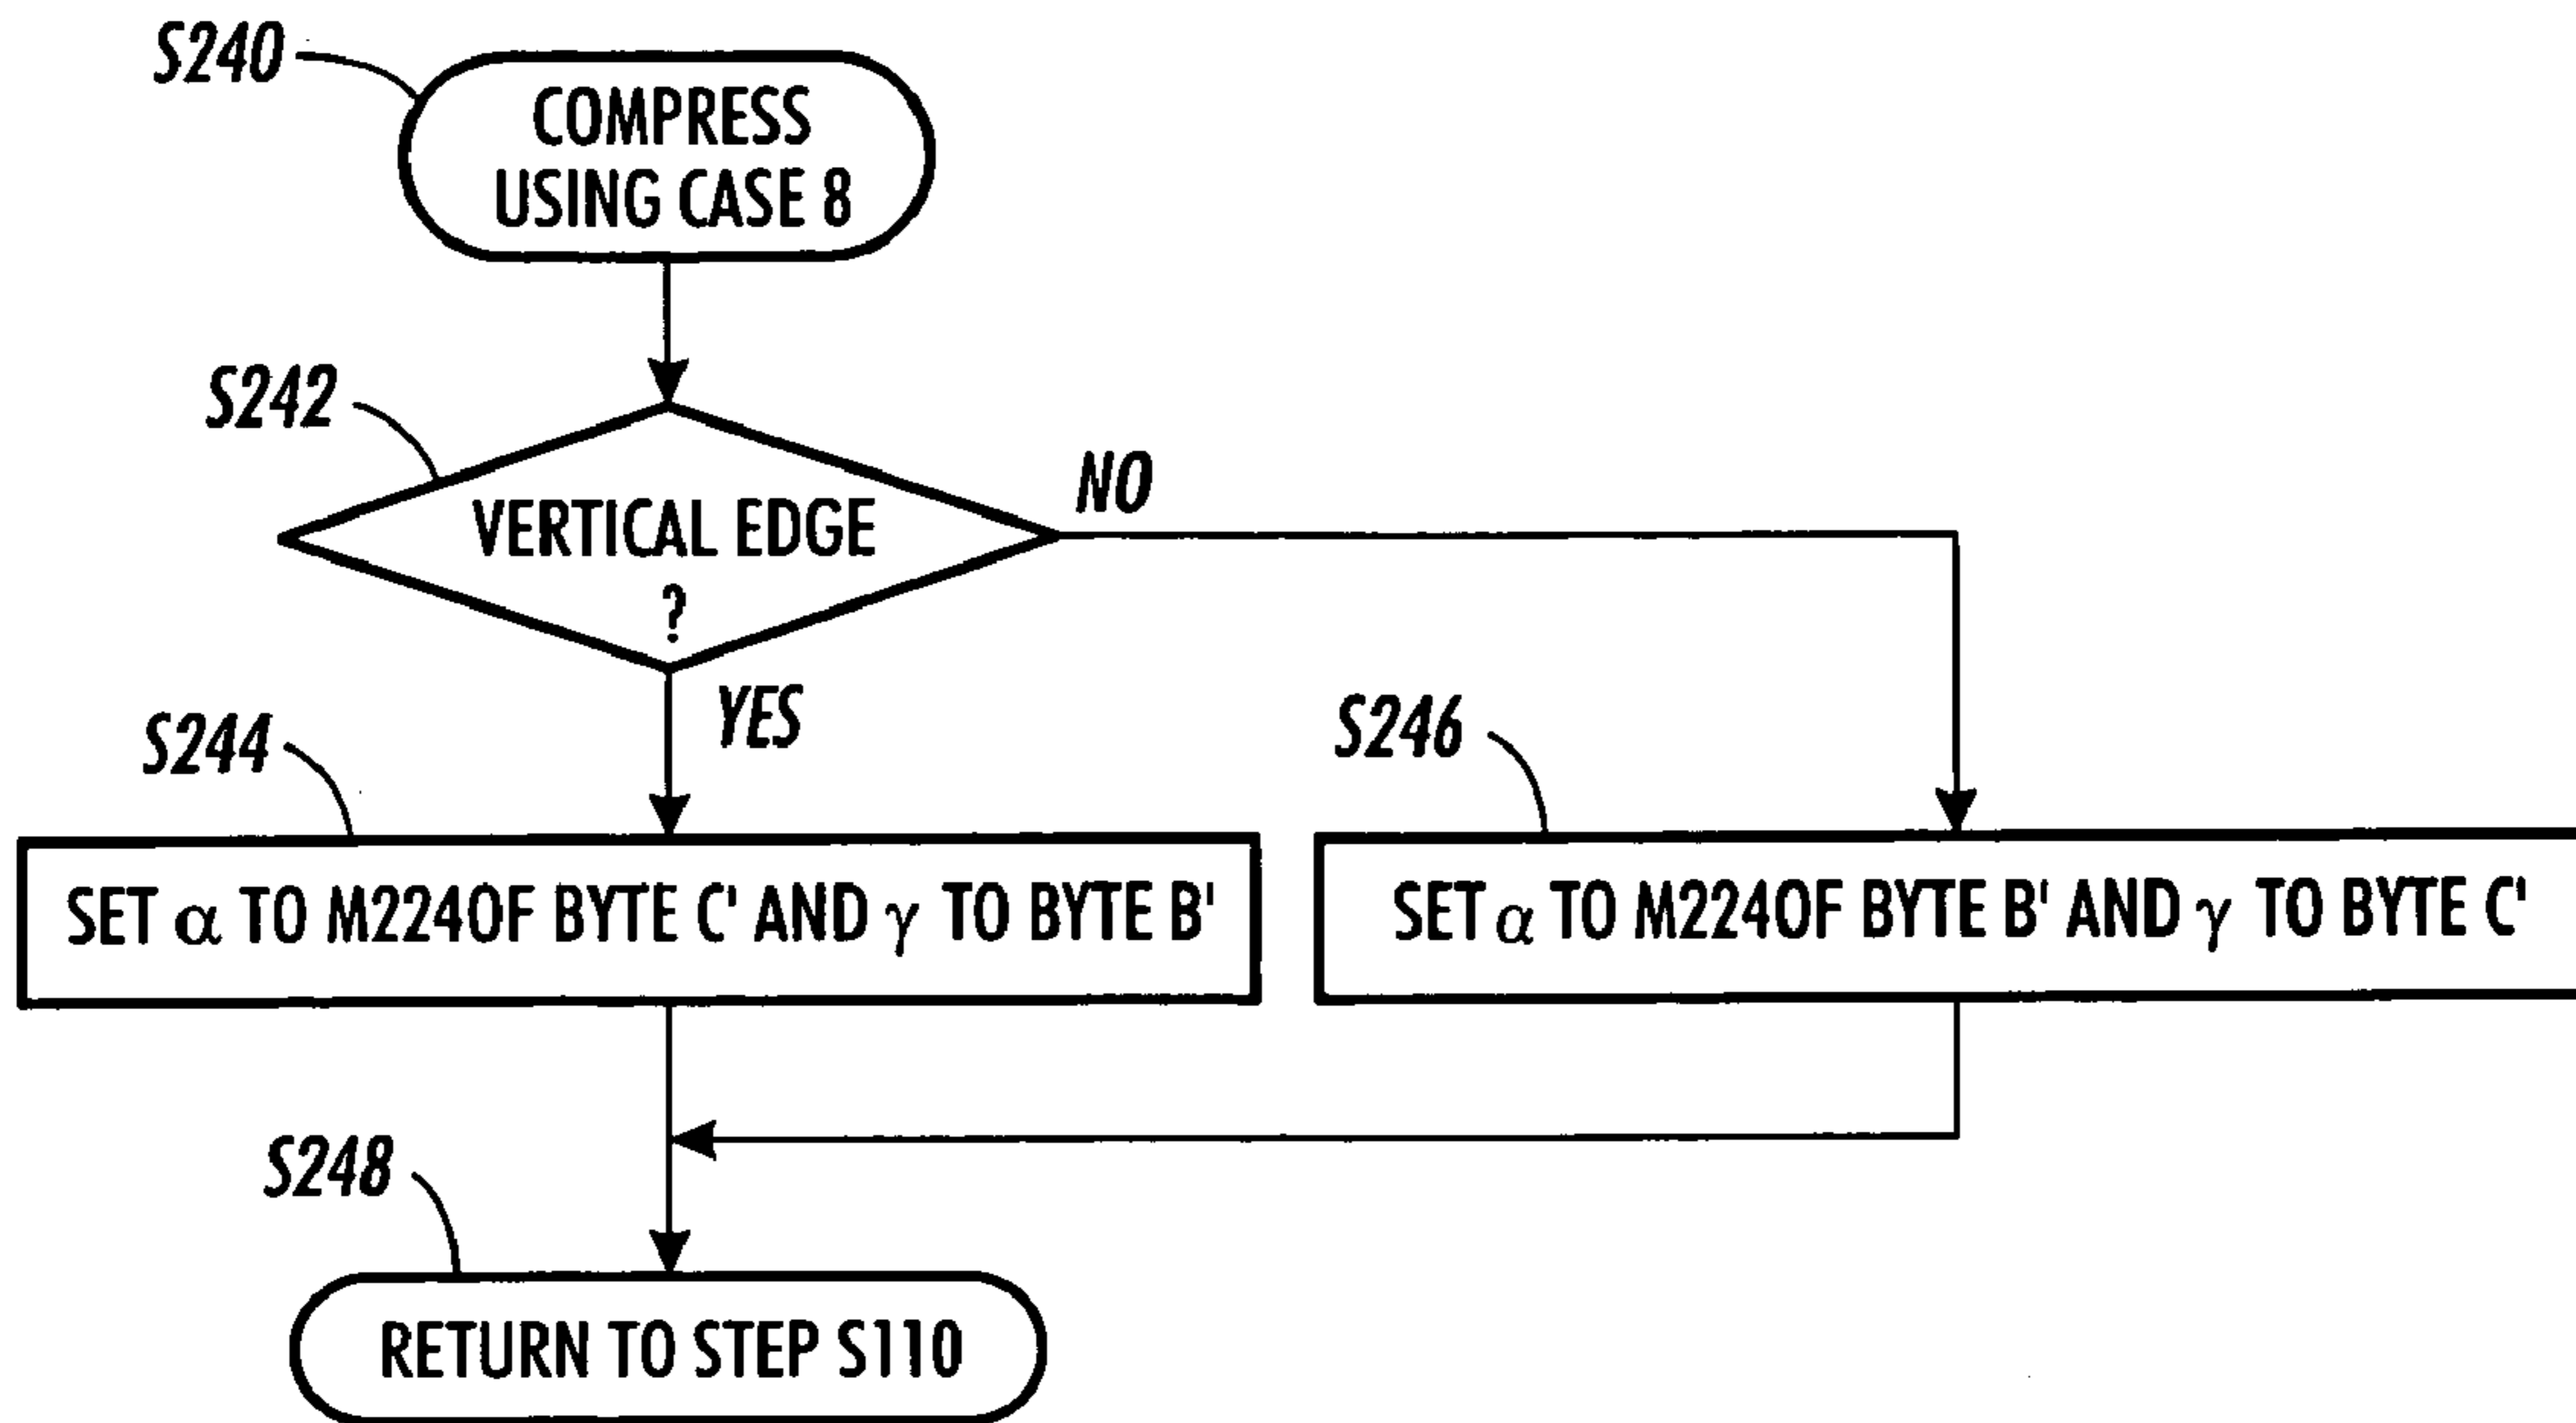 S240
COMPRESS
USING CASE 8
S242
VERTICAL EDGE
?
NO
YES
S244
SET α TO M224OF BYTE C' AND γ TO BYTE B'
S246
SET α TO M224OF BYTE B' AND γ TO BYTE C'
S248
RETURN TO STEP S110